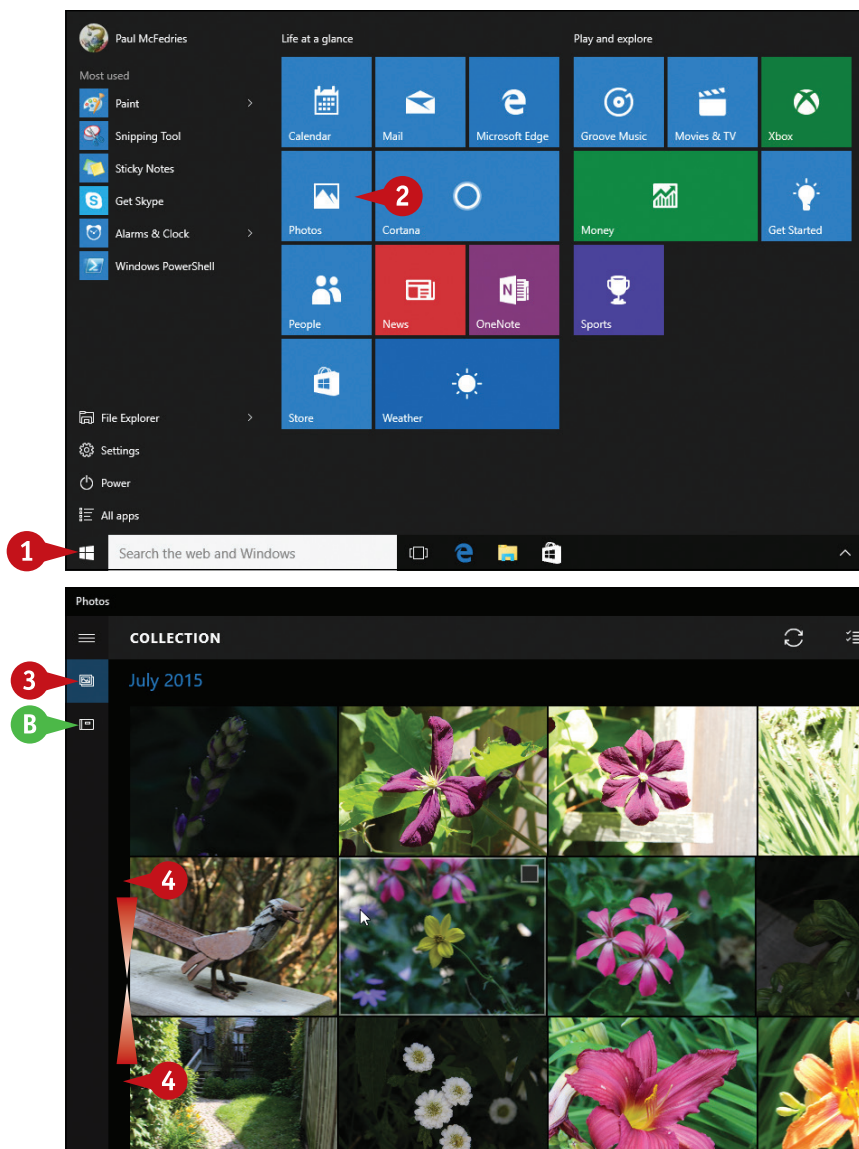 Paul McFedries
Life at a glance
Play and explore
Most used
Paint
Snipping Tool
Sticky Notes
Get Skype
Alarms & Clock
Windows PowerShell
Calendar
Mail
Microsoft Edge
Groove Music
Movies & TV
Xbox
Photos
2
Cortana
Money
Get Started
People
News
N
OneNote
Sports
Store
Weather
File Explorer
Settings
Power
All apps
1
Search the web and Windows
Photos
COLLECTION
3
July 2015
B
4
4